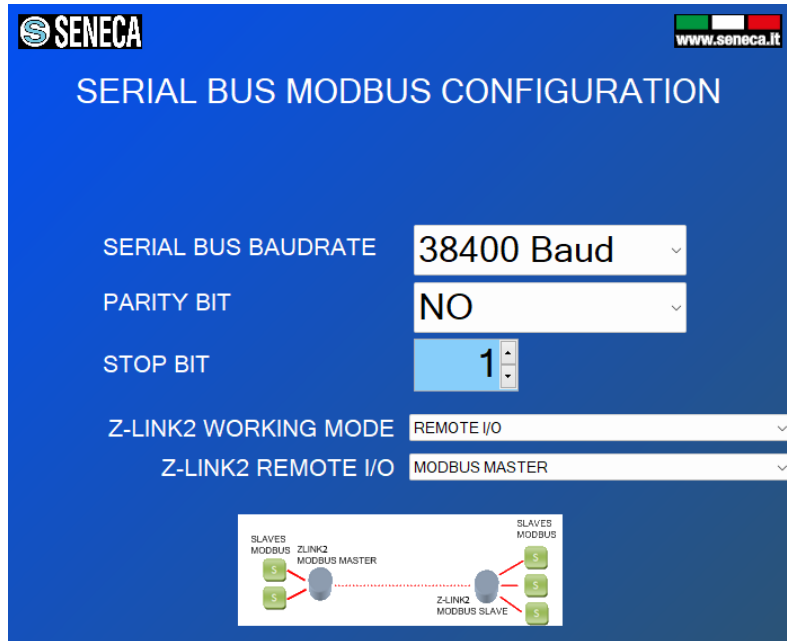 SENECA
www.seneca.it
SERIAL BUS MODBUS CONFIGURATION
SERIAL BUS BAUDRATE 38400 Baud
PARITY BIT NO
STOP BIT 1
Z-LINK2 WORKING MODE REMOTE I/O
Z-LINK2 REMOTE I/O MODBUS MASTER
SLAVES
MODBUS
ZLINK2
MODBUS MASTER
S
S
SLAVES
MODBUS
S
S
S
Z-LINK2
MODBUS SLAVE